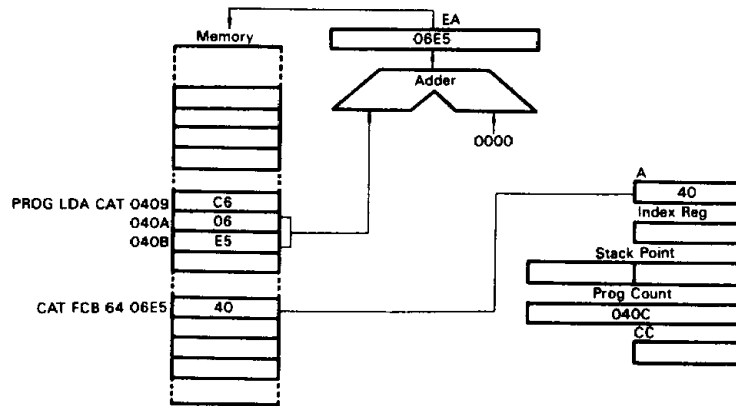 EA
Memory
06E5
Adder
0000
A
PROG LDA CAT 0409 C6 40
040A 06 Index Reg
040B E5
Stack Point
Prog Count
CAT FCB 64 06E5 40
040C
CC